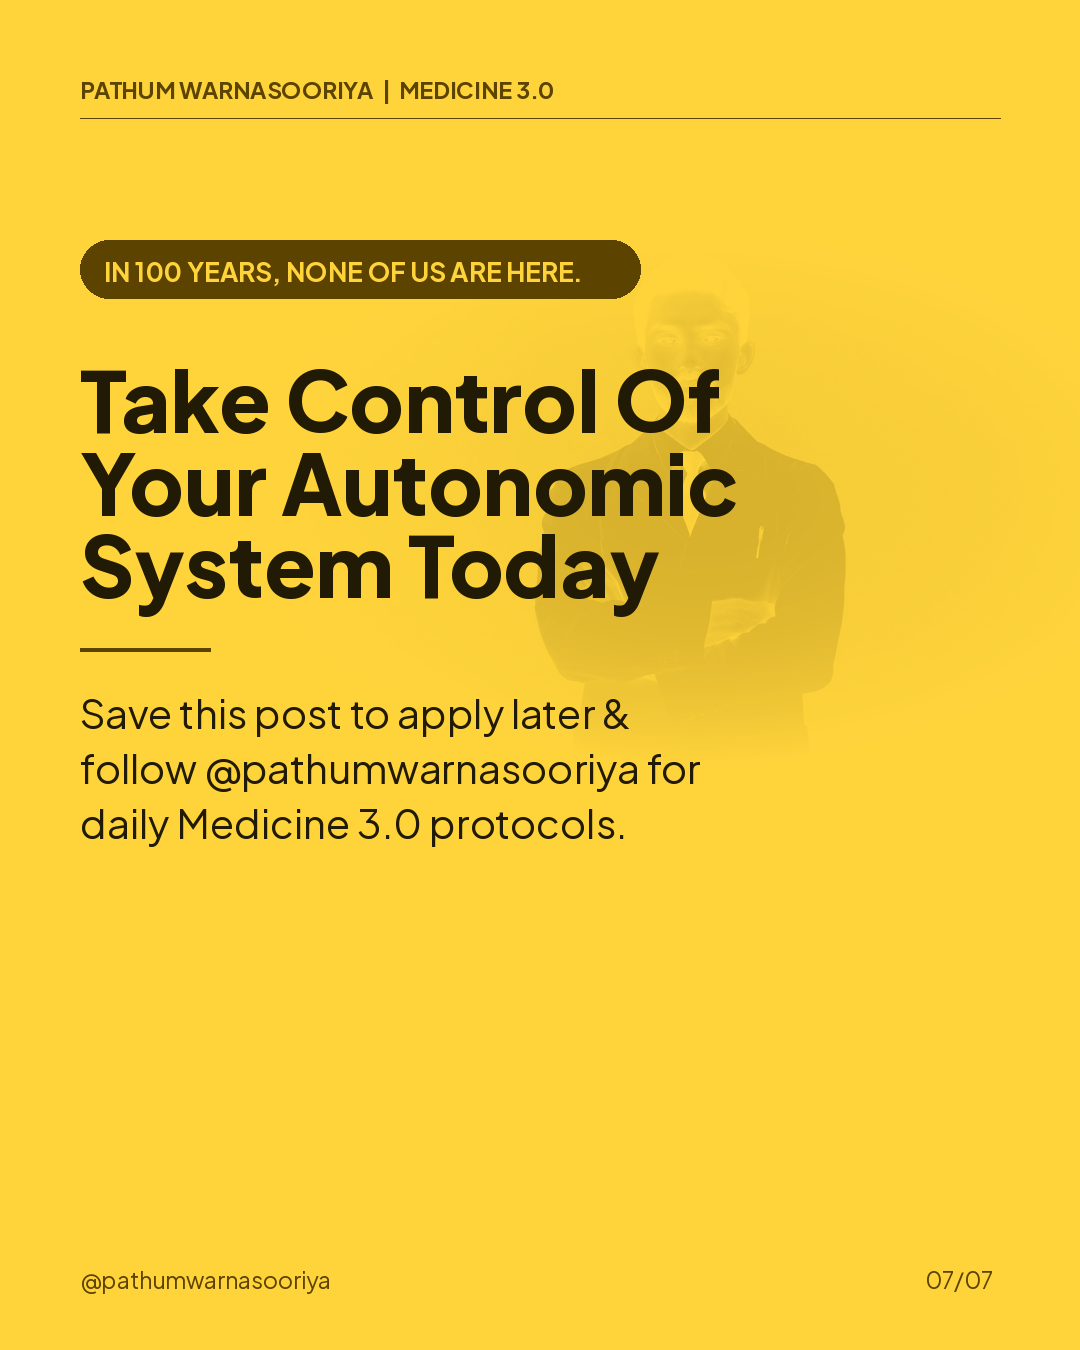 PATHUM WARNASOORIYA | MEDICINE 3.0
IN 100 YEARS, NONE OF US ARE HERE.
Take Control Of
Your Autonomic
System Today
Save this post to apply later &
follow @pathumwarnasooriya for
daily Medicine 3.0 protocols.
@pathumwarnasooriya
07/07